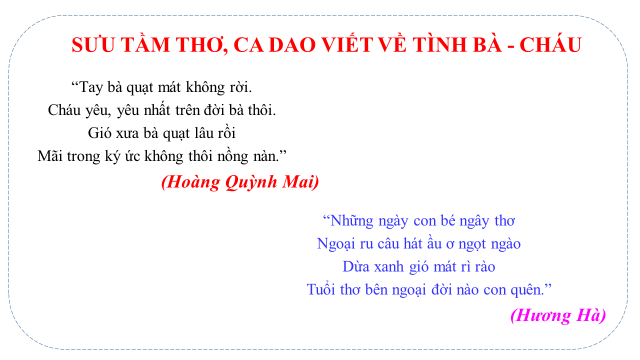 SƯU TẦM THƠ, CA DAO VIẾT VỀ TÌNH BÀ - CHÁU
“Tay bà quạt mát không rời.
Cháu yêu, yêu nhất trên đời bà thôi.
Gió xưa bà quạt lâu rồi
Mãi trong ký ức không thôi nồng nàn.”
(Hoàng Quỳnh Mai)
“Những ngày con bé ngây thơ
Ngoại ru câu hát ầu ơ ngọt ngào
Dừa xanh gió mát rì rào
Tuổi thơ bên ngoại đời nào con quên.”
(Hương Hà)